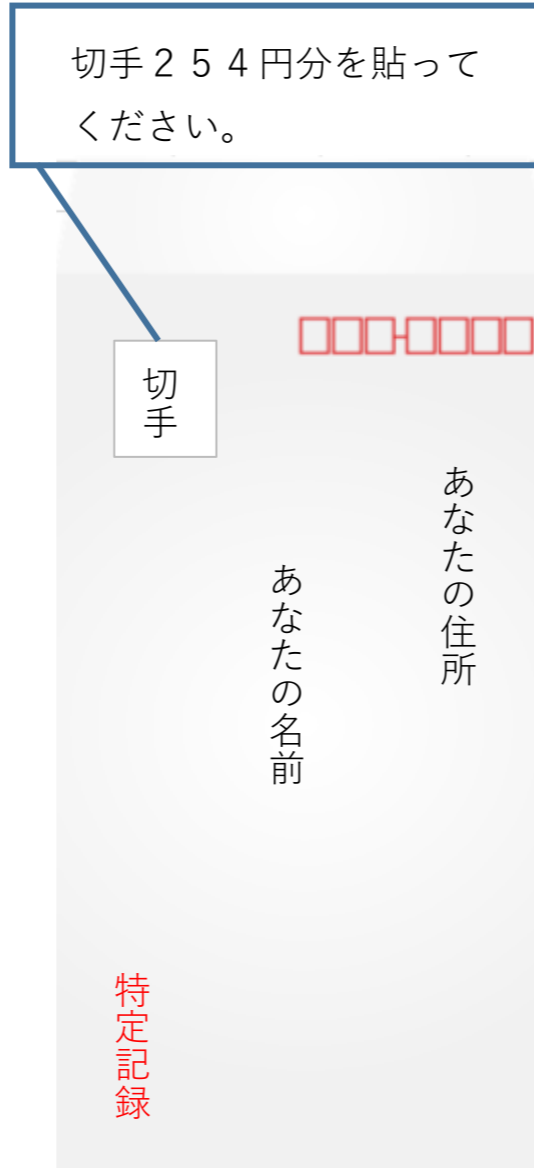 切手２５４円分を貼って
ください。
切手
あなたの住所
あなたの名前
特定記録